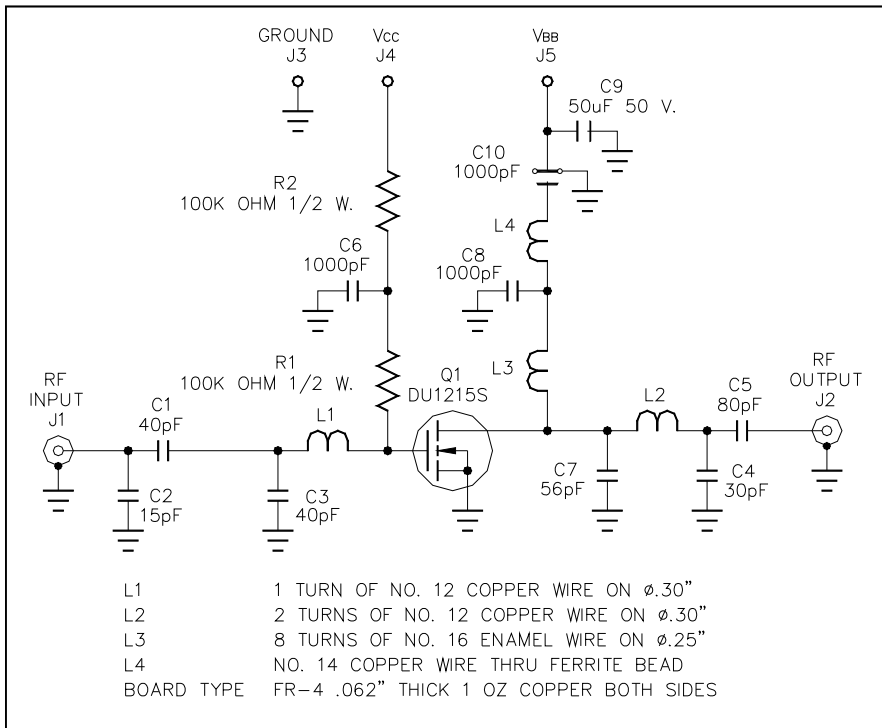 GROUND
J3
Vcc
J4
VBB
J5
C9
50uF 50 V.
C10
1000pF
R2
100K OHM 1/2 W.
L4
C6
1000pF
C8
1000pF
R1
100K OHM 1/2 W.
L3
Q1
DU1215S
RF
INPUT
J1
C1
40pF
L1
L2
C5
80pF
RF
OUTPUT
J2
C2
15pF
C3
40pF
C7
56pF
C4
30pF
L1 1 TURN OF NO. 12 COPPER WIRE ON ø.30”
L2 2 TURNS OF NO. 12 COPPER WIRE ON ø.30”
L3 8 TURNS OF NO. 16 ENAMEL WIRE ON ø.25”
L4 NO. 14 COPPER WIRE THRU FERRITE BEAD
BOARD TYPE FR-4 .062” THICK 1 OZ COPPER BOTH SIDES